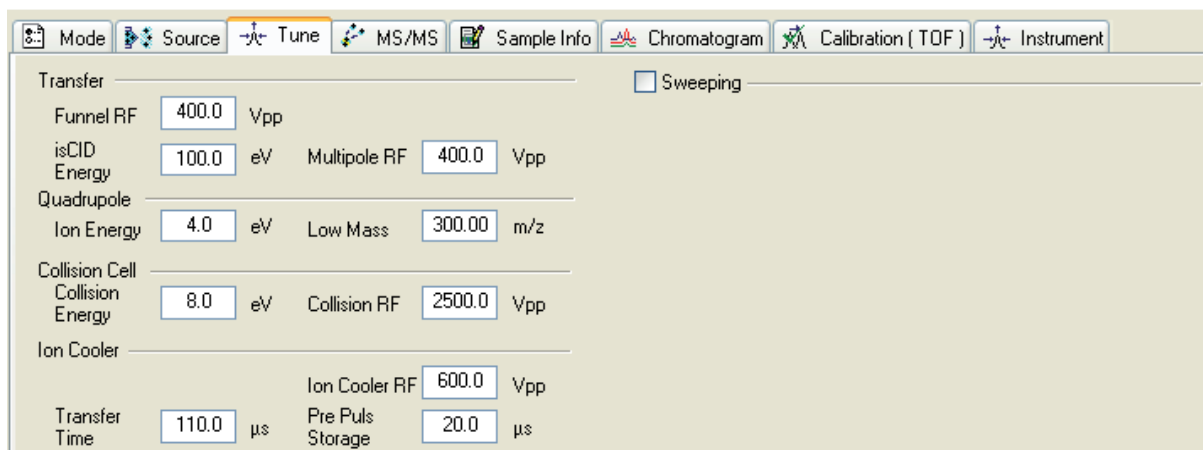 Mode Source Tune MS/MS Sample Info Chromatogram Calibration ( TOF ) Instrument
Transfer
Sweeping
Funnel RF 400.0 Vpp
isCID
Energy 100.0 eV Multipole RF 400.0 Vpp
Quadrupole
Ion Energy 4.0 eV Low Mass 300.00 m/z
Collision Cell
Collision
Energy 8.0 eV Collision RF 2500.0 Vpp
Ion Cooler
Ion Cooler RF 600.0 Vpp
Transfer
Time 110.0 µs
Pre Puls
Storage 20.0 µs